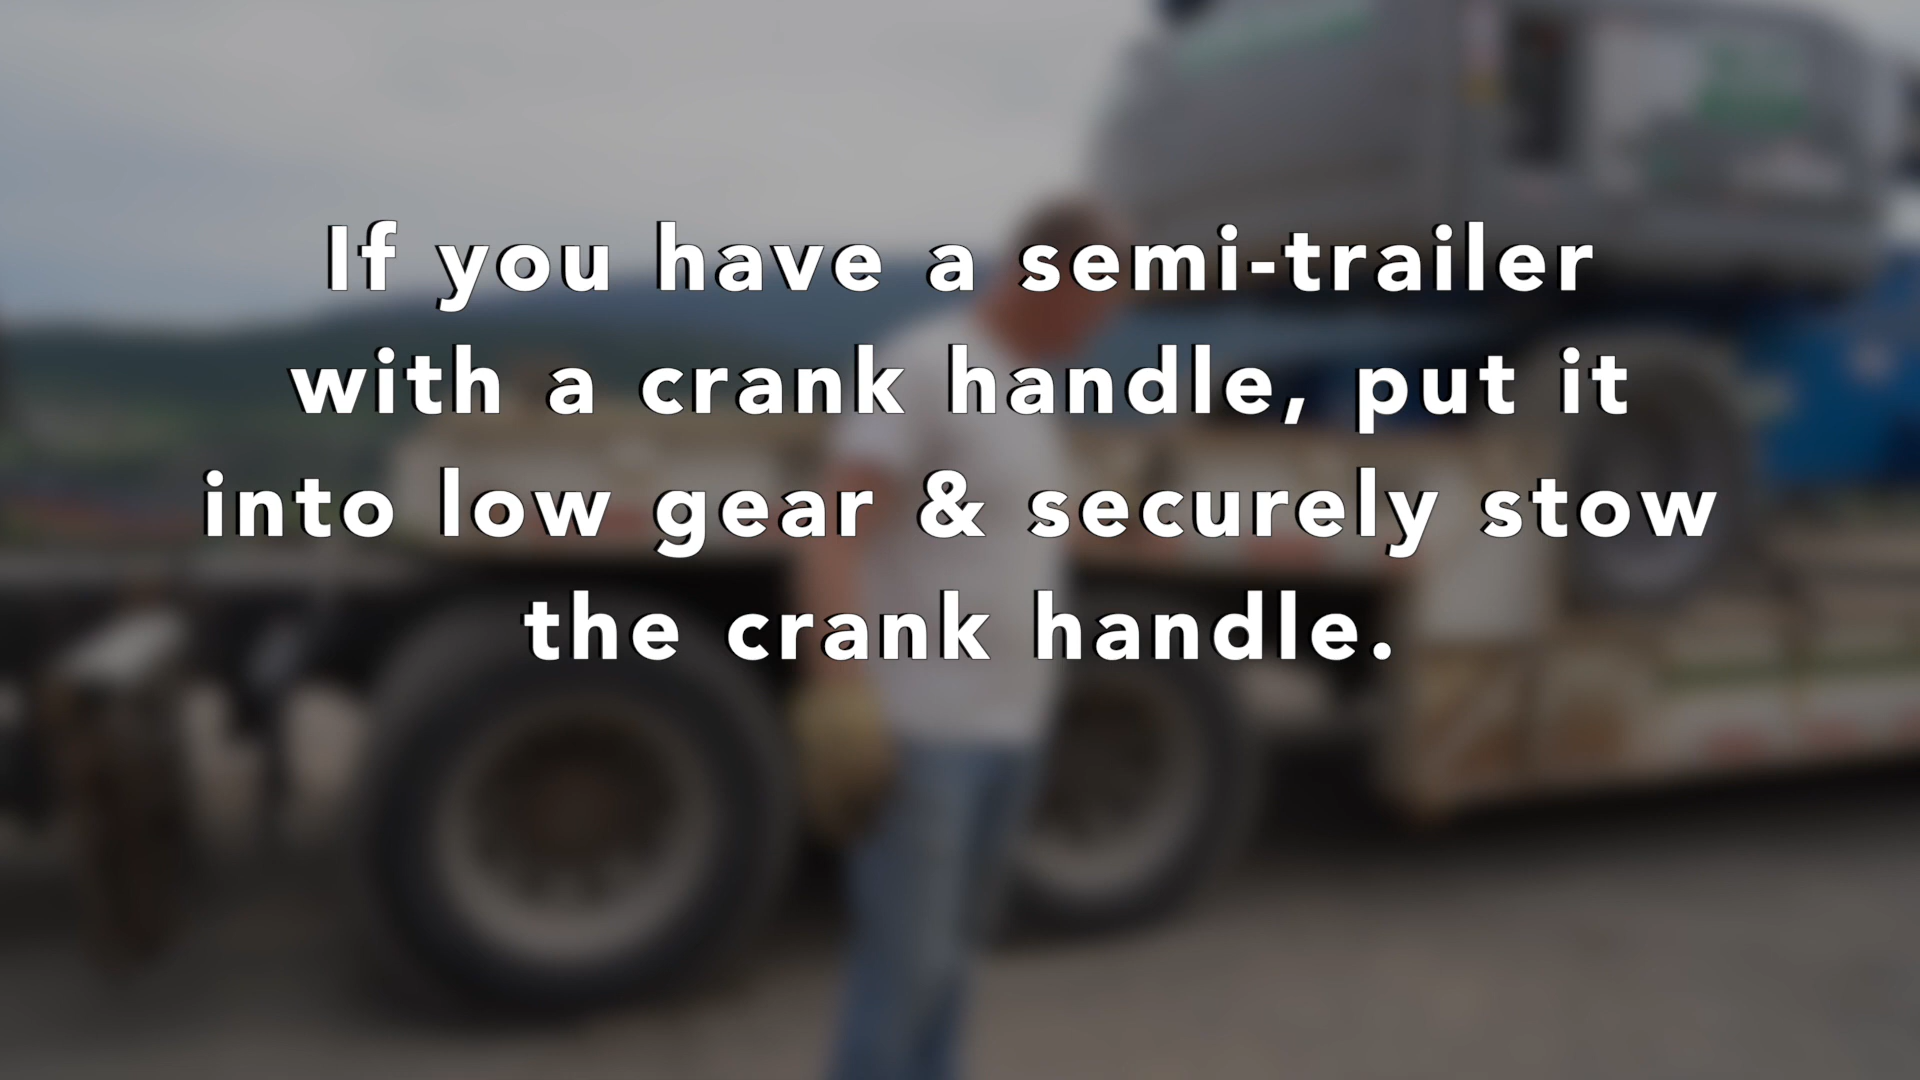 If you have a semi-trailer
with a crank handle, put it
into low gear & securely stow
the crank handle.